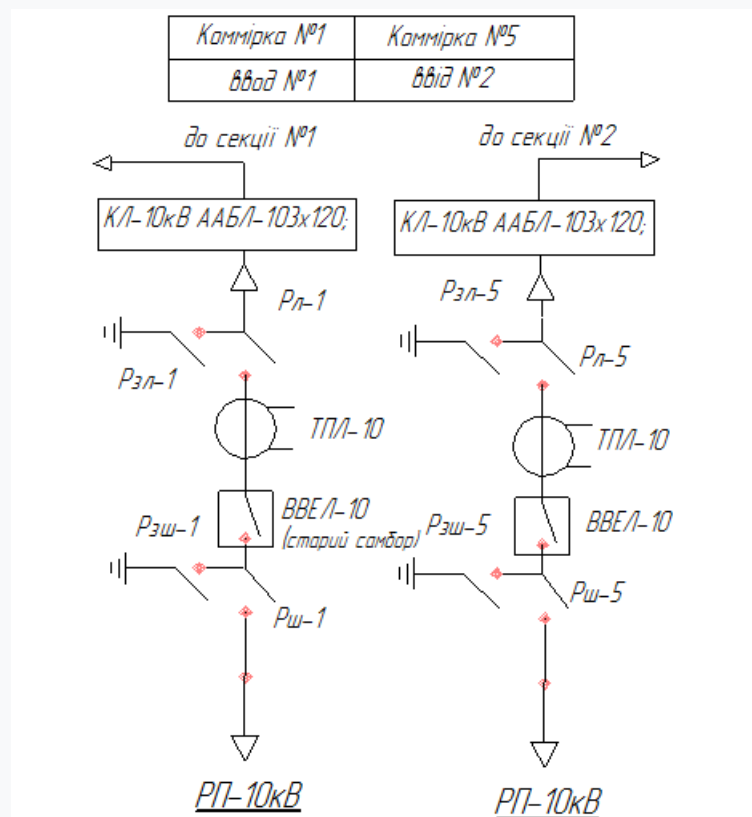 Коммірка №1 Коммірка №5
ввод №1 ввід №2
до секції №1 до секції №2
КЛ-10кВ ААБЛ-103х120; КЛ-10кВ ААБЛ-103х120;
Рл-1 Рзл-5
Рзл-1 Рл-5
ТПЛ-10 ТПЛ-10
Рзш-1 ВВЕЛ-10 Рзш-5 ВВЕЛ-10
(старий самбор)
Рш-1 Рш-5
РП-10кВ РП-10кВ